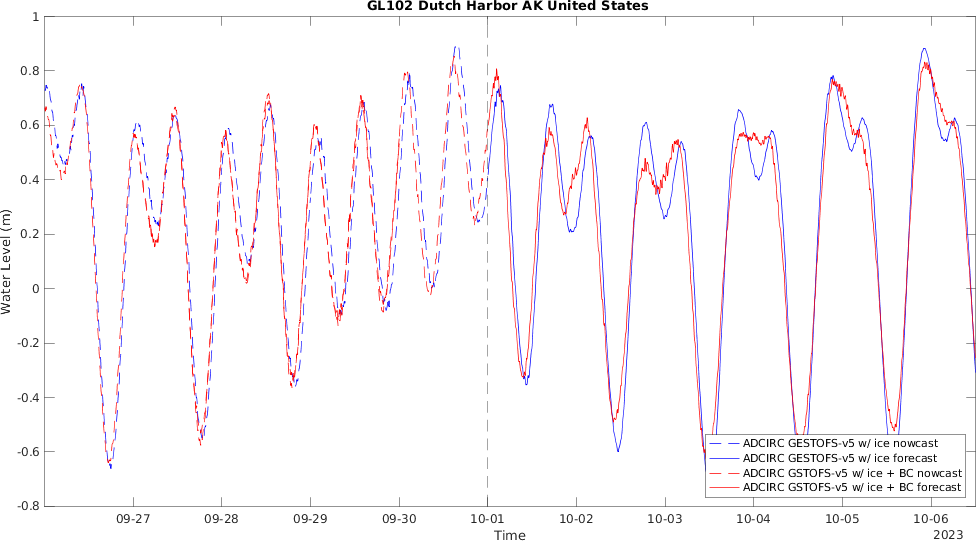 GL102 Dutch Harbor AK United States
Water Level (m)
1
0.8
0.6
0.4
0.2
0
-0.2
-0.4
-0.6
-0.8
ADCIRC GESTOFS-v5 w/ ice nowcast
ADCIRC GESTOFS-v5 w/ ice forecast
ADCIRC GSTOFS-v5 w/ ice + BC nowcast
ADCIRC GSTOFS-v5 w/ ice + BC forecast
09-27 09-28 09-29 09-30 10-01 10-02 10-03 10-04 10-05 10-06
Time
2023